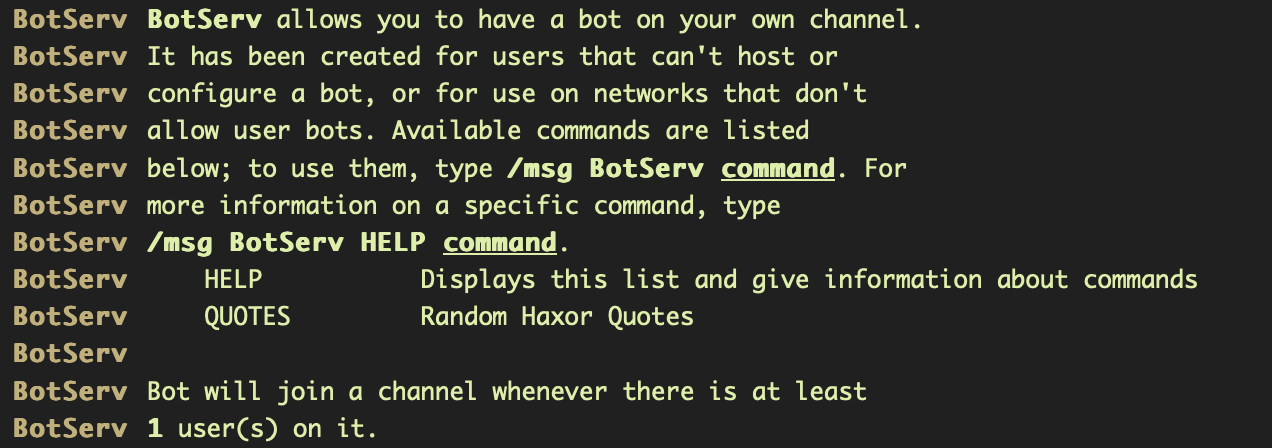 BotServ BotServ allows you to have a bot on your own channel.
BotServ It has been created for users that can't host or
BotServ configure a bot, or for use on networks that don't
BotServ allow user bots. Available commands are listed
BotServ below; to use them, type /msg BotServ command. For
BotServ more information on a specific command, type
BotServ /msg BotServ HELP command.
BotServ     HELP           Displays this list and give information about commands
BotServ     QUOTES         Random Haxor Quotes
BotServ
BotServ Bot will join a channel whenever there is at least
BotServ 1 user(s) on it.